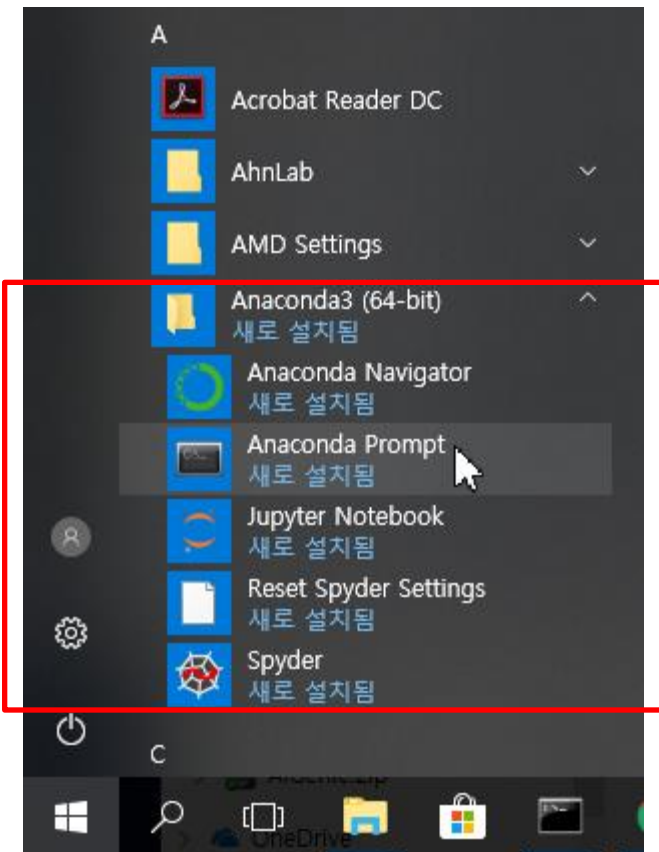 A
Acrobat Reader DC
AhnLab
AMD Settings
Anaconda3 (64-bit)
새로 설치됨
Anaconda Navigator
새로 설치됨
Anaconda Prompt
새로 설치됨
Jupyter Notebook
새로 설치됨
Reset Spyder Settings
새로 설치됨
Spyder
새로 설치됨
C
OneDrive